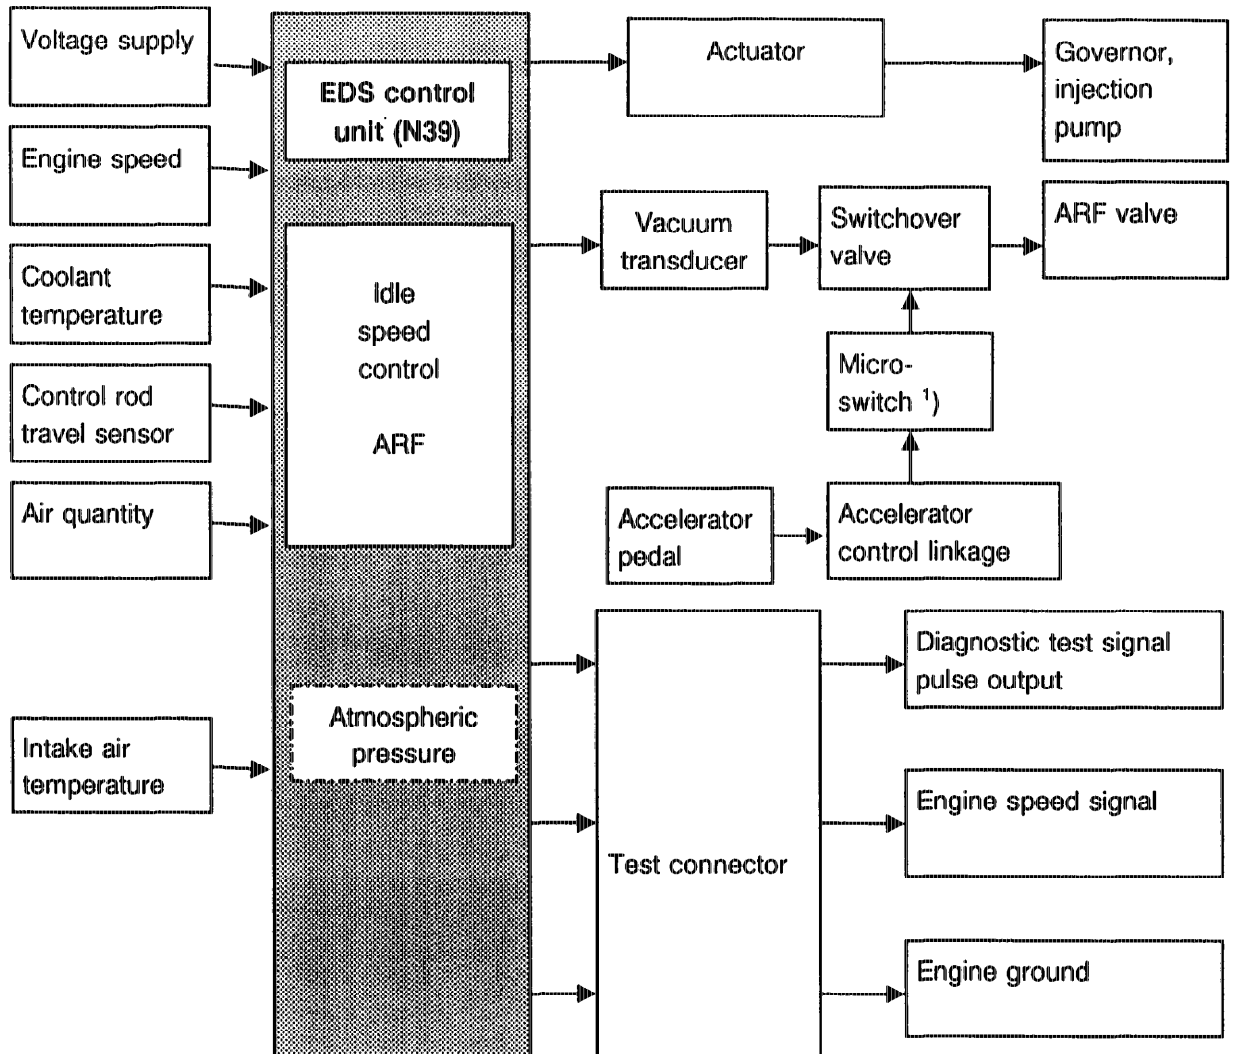 Voltage supply
Engine speed
Coolant
temperature
Control rod
travel sensor
Air quantity
Intake air
temperature
EDS control
unit (N39)
Idle
speed
control
ARF
Atmospheric
pressure
Actuator
Governor,
injection
pump
Vacuum
transducer
Switchover
valve
ARF valve
Micro-
switch ¹)
Accelerator
pedal
Accelerator
control linkage
Test connector
Diagnostic test signal
pulse output
Engine speed signal
Engine ground